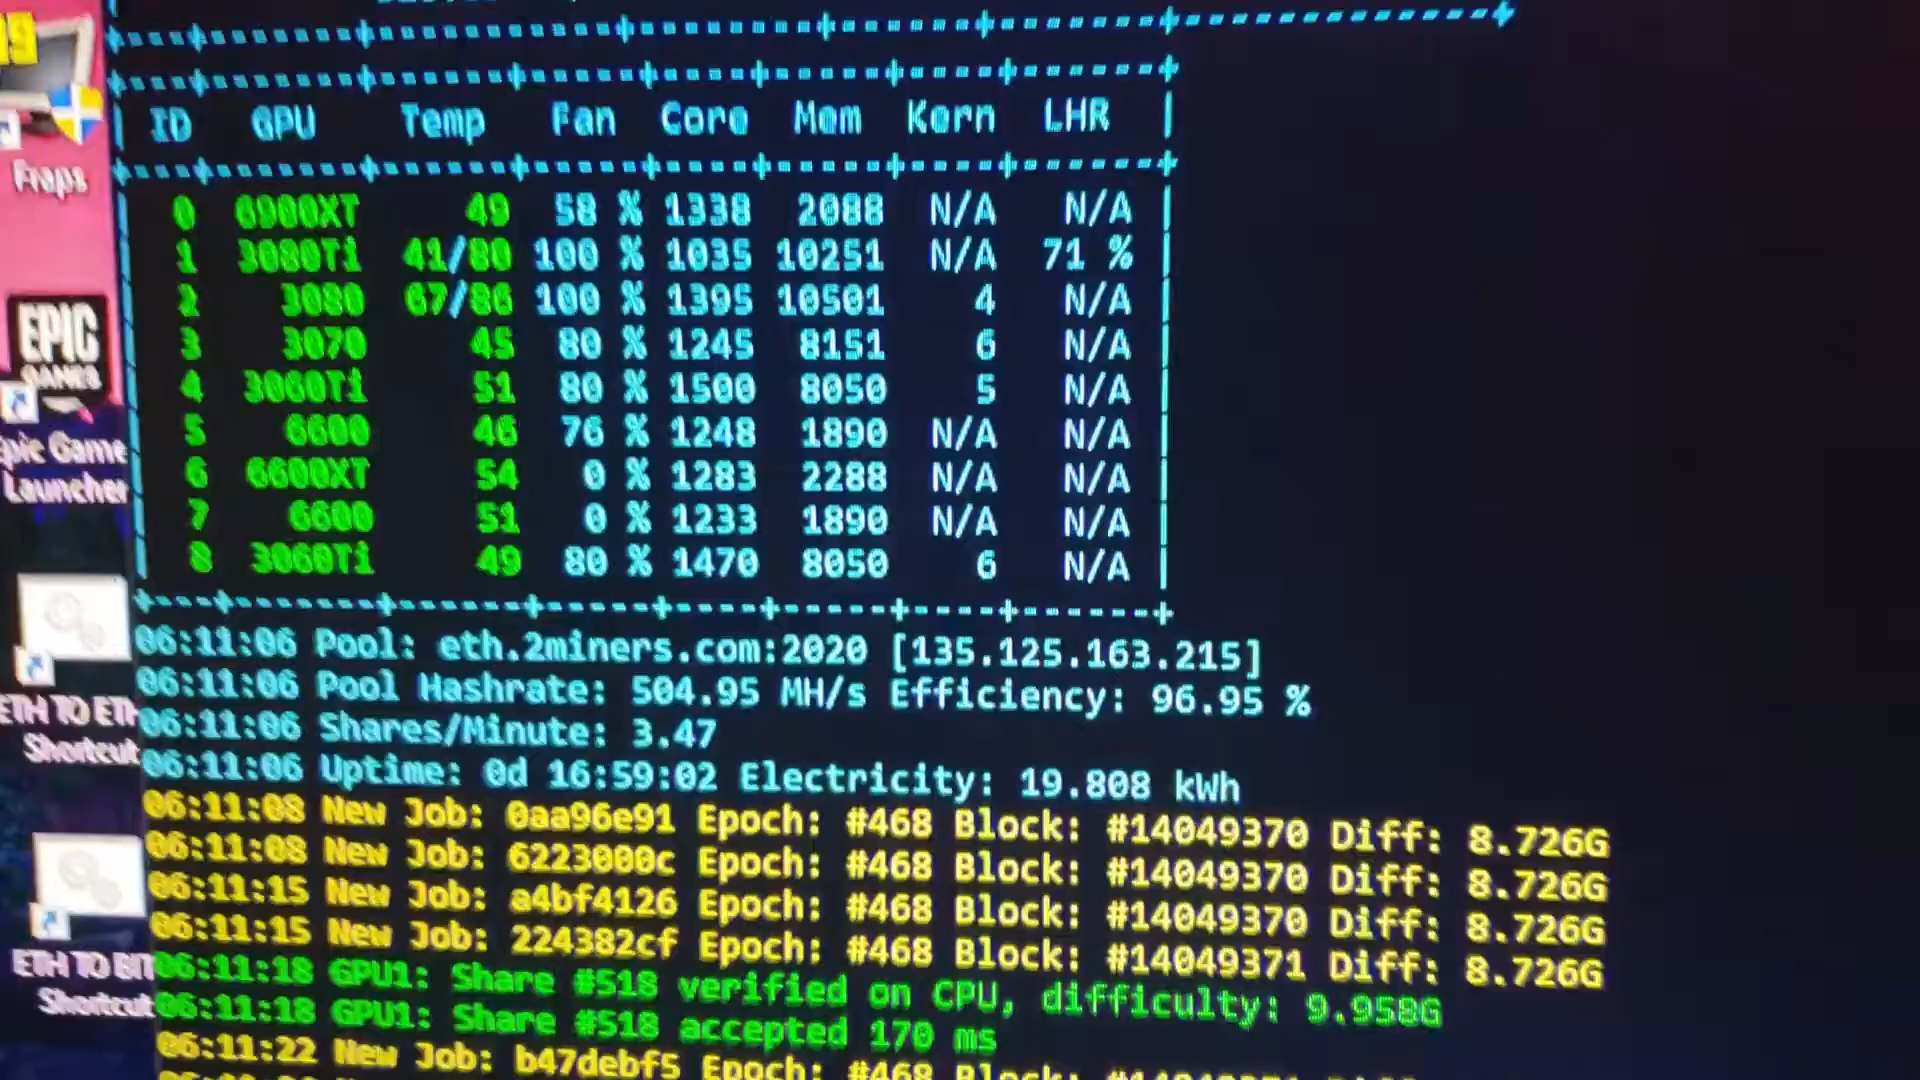 ID GPU Temp Fan Core Mem Kern LHR
0 6900XT 49 58 % 1338 2088 N/A N/A
1 3080Ti 41/80 100 % 1035 10251 N/A 71 %
2 3080 67/86 100 % 1395 10501 4 N/A
3 3070 45 80 % 1245 8151 6 N/A
4 3060Ti 51 80 % 1500 8050 5 N/A
5 6600 46 76 % 1248 1890 N/A N/A
6 6600XT 54 0 % 1283 2288 N/A N/A
7 6600 51 0 % 1233 1890 N/A N/A
8 3060Ti 49 80 % 1470 8050 6 N/A
06:11:06 Pool: eth.2miners.com:2020 [135.125.163.215]
06:11:06 Pool Hashrate: 504.95 MH/s Efficiency: 96.95 %
06:11:06 Shares/Minute: 3.47
06:11:06 Uptime: 0d 16:59:02 Electricity: 19.808 kWh
06:11:08 New Job: 0aa96e91 Epoch: #468 Block: #14049370 Diff: 8.726G
06:11:08 New Job: 6223000c Epoch: #468 Block: #14049370 Diff: 8.726G
06:11:15 New Job: a4bf4126 Epoch: #468 Block: #14049370 Diff: 8.726G
06:11:15 New Job: 224382cf Epoch: #468 Block: #14049371 Diff: 8.726G
06:11:18 GPU1: Share #518 verified on CPU, difficulty: 9.958G
06:11:18 GPU1: Share #518 accepted 170 ms
06:11:22 New Job: b47debf5 Epoch: #468 Block:
Fraps
EPIC
GAMES
Epic Game
Launcher
ETH TO ETH
Shortcut
ETH TO BIT
Shortcut